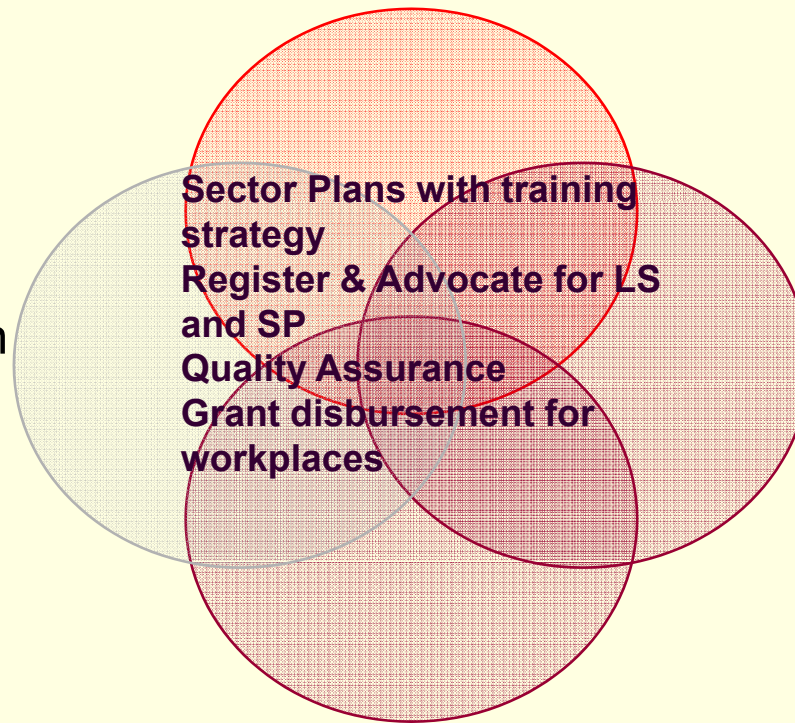 Sector Plans with training
strategy
Register & Advocate for LS
and SP
n
Quality Assurance
Grant disbursement for
workplaces